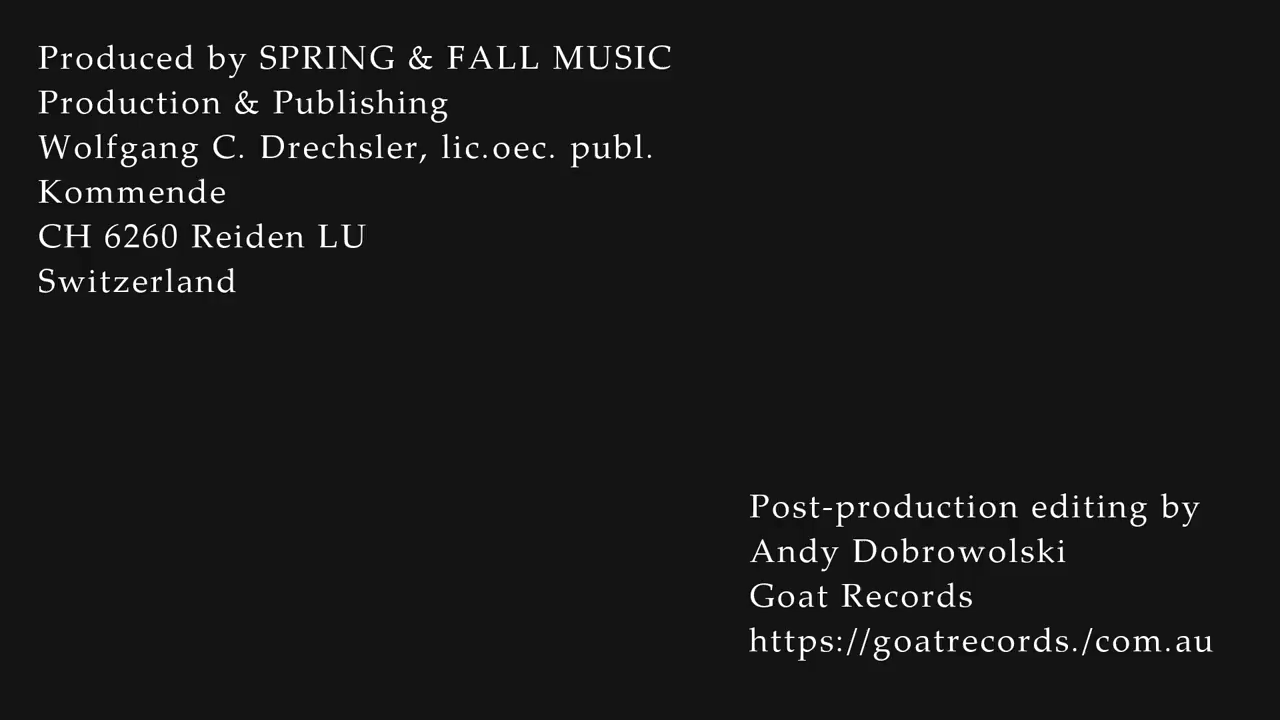 Produced by SPRING & FALL MUSIC
Production & Publishing
Wolfgang C. Drechsler, lic.oec. publ.
Kommende
CH 6260 Reiden LU
Switzerland
Post-production editing by
Andy Dobrowolski
Goat Records
https://goatrecords./com.au